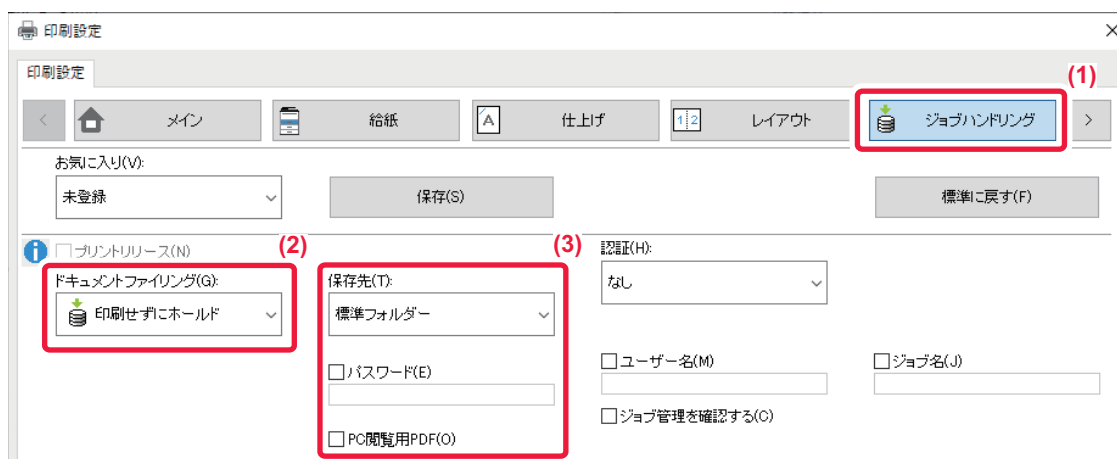 印刷設定
印刷設定
(1)
メイン 給紙 仕上げ レイアウト ジョブハンドリング
お気に入り(V):
未登録 保存(S) 標準に戻す(F)
プリントリリース(N) (2) (3) 認証(H):
ドキュメントファイリング(G): 保存先(T): なし
印刷せずにホールド 標準フォルダー
パスワード(E) ユーザー名(M) ジョブ名(J)
ジョブ管理を確認する(C)
PC閲覧用PDF(O)